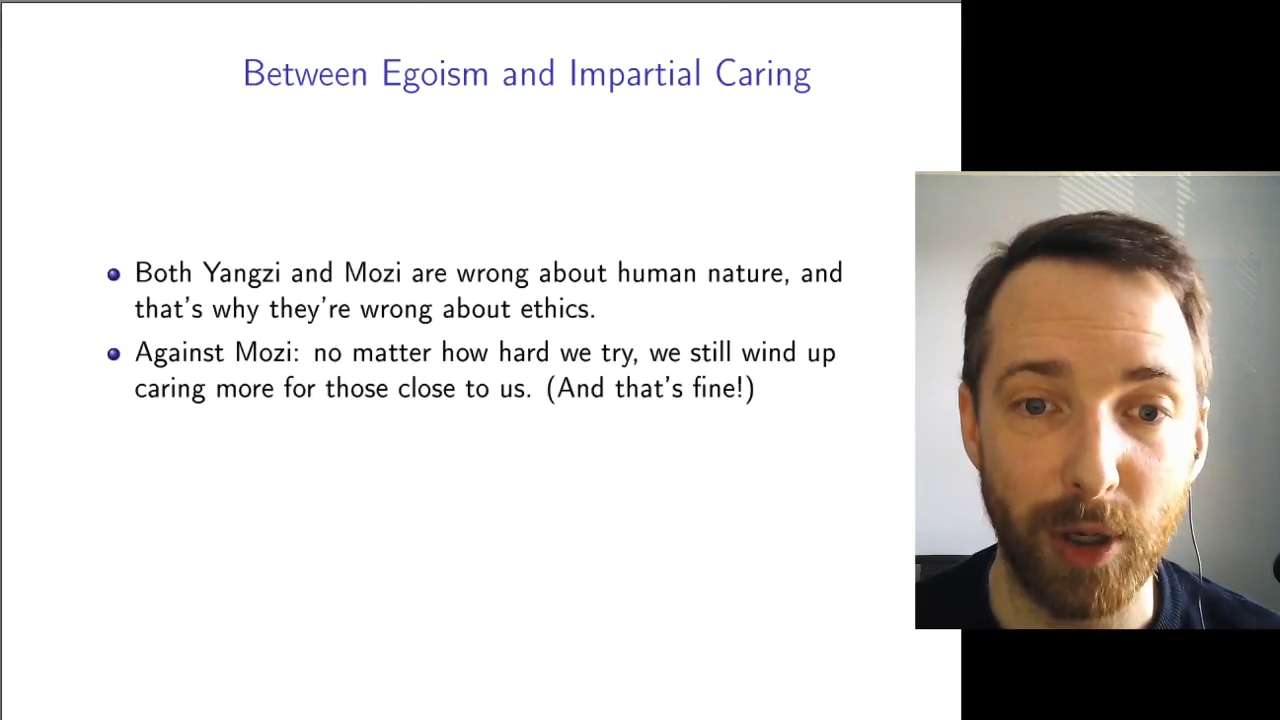 Between Egoism and Impartial Caring
Both Yangzi and Mozi are wrong about human nature, and
that's why they're wrong about ethics.
Against Mozi: no matter how hard we try, we still wind up
caring more for those close to us. (And that's fine!)